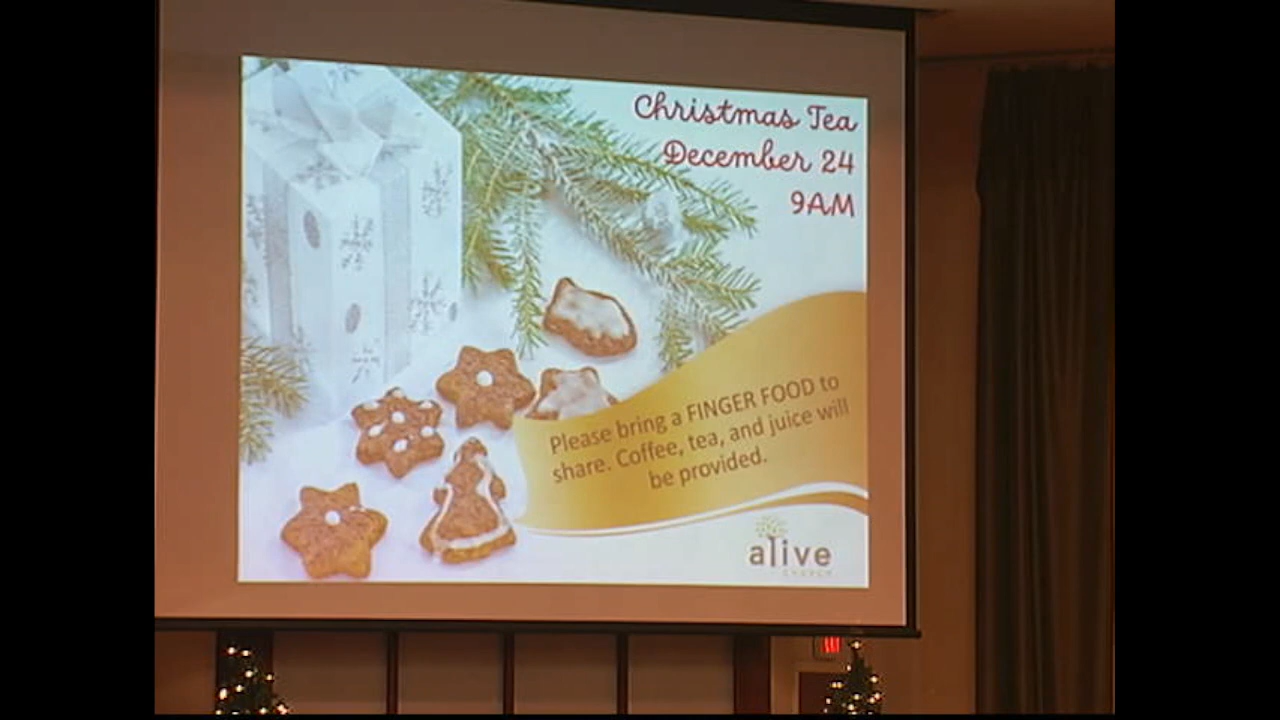 Christmas Tea
December 24
9AM
Please bring a FINGER FOOD to
share. Coffee, tea, and juice will
be provided.
alive
CHURCH